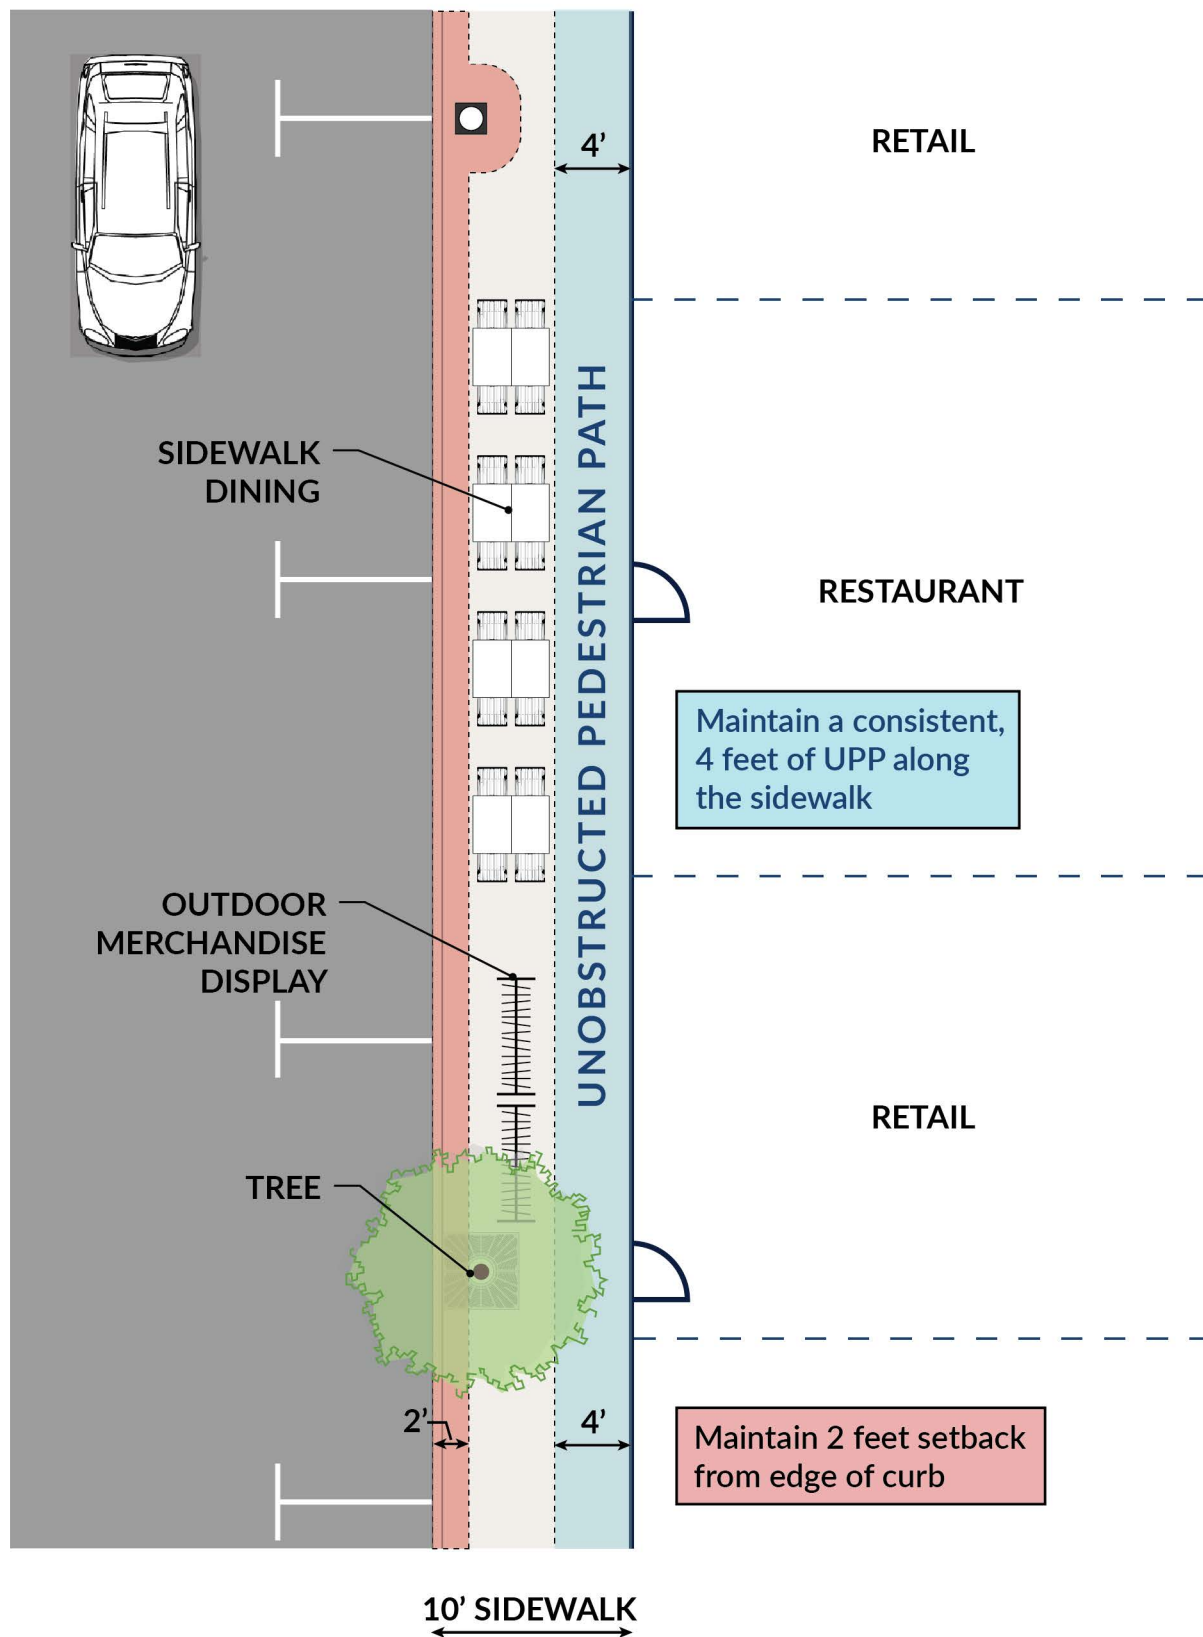 4’
RETAIL
SIDEWALK
DINING
UNOBSTRUCTED PEDESTRIAN PATH
RESTAURANT
Maintain a consistent,
4 feet of UPP along
the sidewalk
OUTDOOR
MERCHANDISE
DISPLAY
RETAIL
TREE
2’
4’
Maintain 2 feet setback
from edge of curb
10’ SIDEWALK